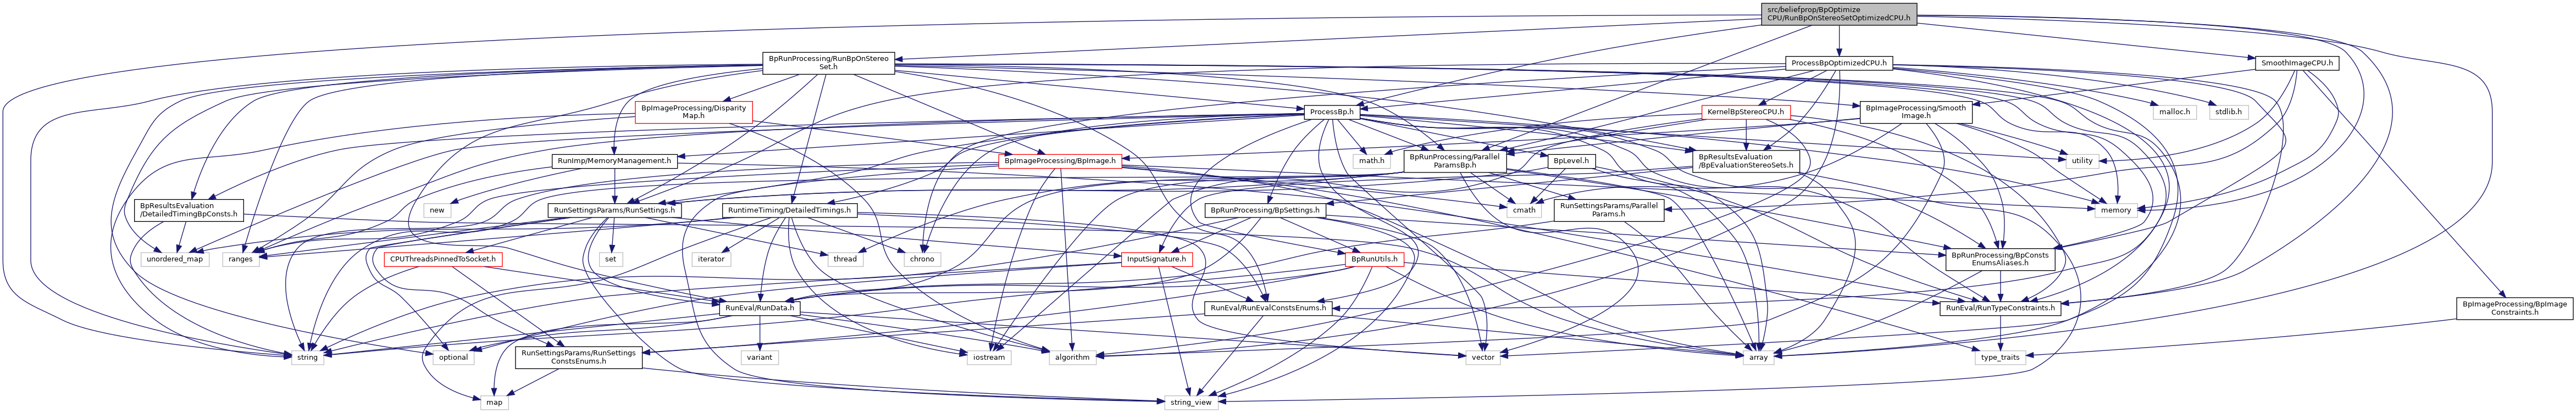 src/beliefprop/BpOptimize
CPU/RunBpOnStereoSetOptimizedCPU.h
BpRunProcessing/RunBpOnStereo
Set.h
ProcessBpOptimizedCPU.h
SmoothImageCPU.h
BpImageProcessing/Disparity
Map.h
ProcessBp.h
KernelBpStereoCPU.h
BpImageProcessing/Smooth
Image.h
malloc.h
stdlib.h
RunImp/MemoryManagement.h
BpImageProcessing/BpImage.h
math.h
BpRunProcessing/Parallel
ParamsBp.h
BpLevel.h
BpResultsEvaluation
/BpEvaluationStereoSets.h
utility
BpResultsEvaluation
/DetailedTimingBpConsts.h
new
RunSettingsParams/RunSettings.h
RuntimeTiming/DetailedTimings.h
BpRunProcessing/BpSettings.h
cmath
RunSettingsParams/Parallel
Params.h
memory
unordered_map
ranges
CPUThreadsPinnedToSocket.h
set
iterator
thread
chrono
InputSignature.h
BpRunUtils.h
BpRunProcessing/BpConsts
EnumsAliases.h
RunEval/RunData.h
RunEval/RunEvalConstsEnums.h
RunEval/RunTypeConstraints.h
BpImageProcessing/BpImage
Constraints.h
string
optional
RunSettingsParams/RunSettings
ConstsEnums.h
variant
iostream
algorithm
vector
array
type_traits
map
string_view